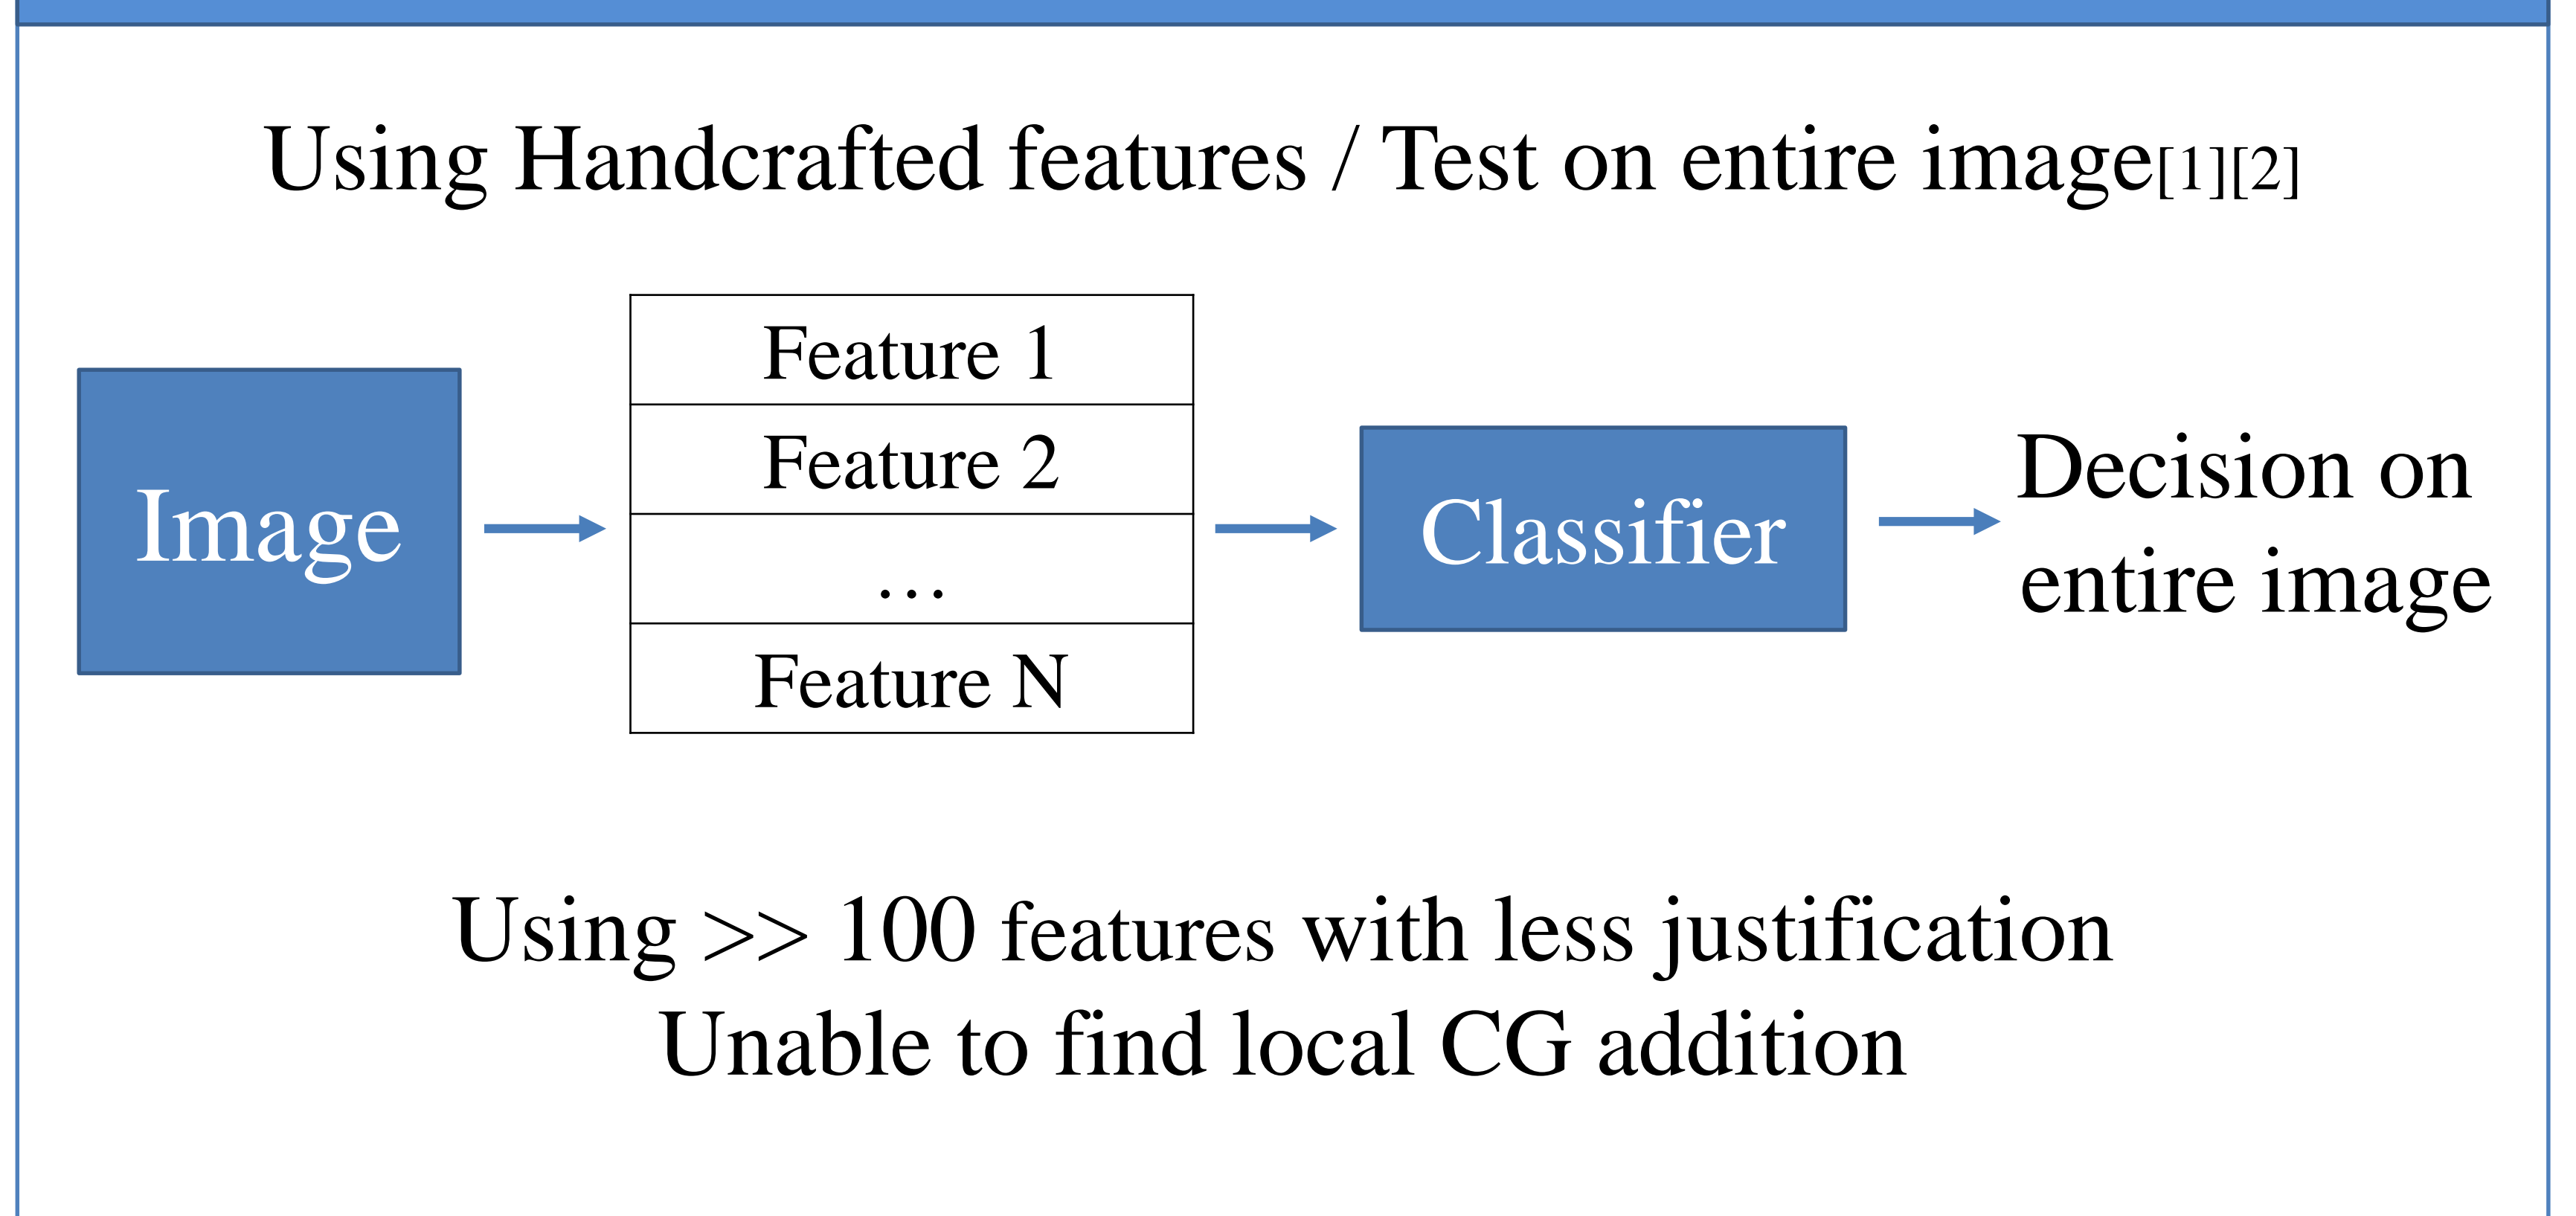 Using Handcrafted features / Test on entire image[1][2]
Image
Feature 1
Feature 2
…
Feature N
Classifier
Decision on
entire image
Using >> 100 features with less justification
Unable to find local CG addition